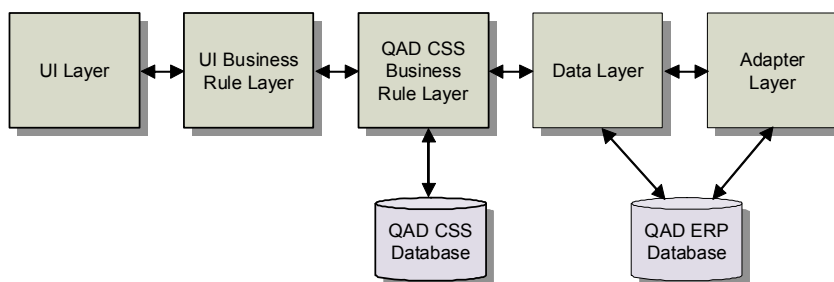 UI Layer
UI Business
Rule Layer
QAD CSS
Business
Rule Layer
Data Layer
Adapter
Layer
QAD CSS
Database
QAD ERP
Database